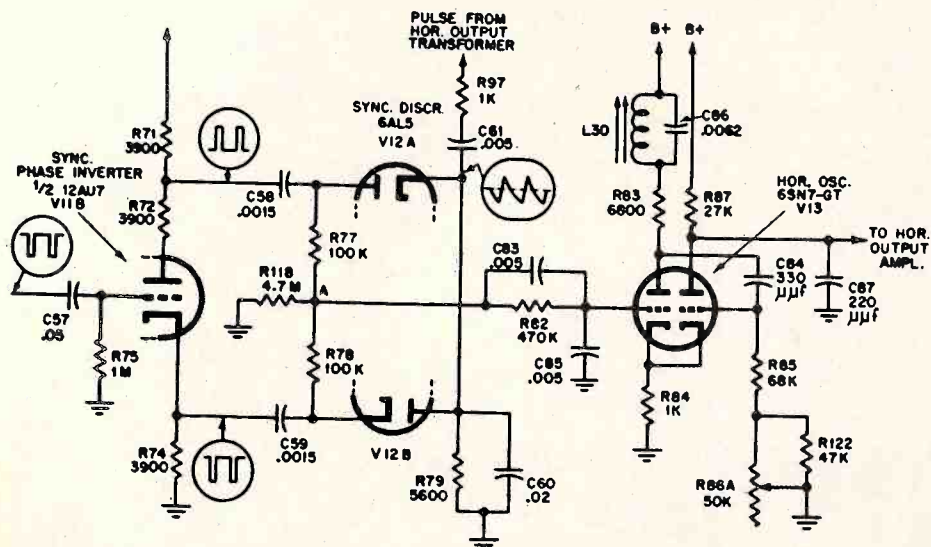 PULSE FROM
HOR. OUTPUT
TRANSFORMER
B+ B+
R97
1K
SYNC. DISCR.
6AL5
V12A
C61
.005
L30
C86
.0062
R71
3900
SYNC.
PHASE INVERTER
1/2 12AU7
V11B
R72
3900
C58
.0015
R83
6800
R87
27K
HOR. OSC.
6SN7-GT
V13
R77
100K
TO HOR.
OUTPUT
AMPL.
C83
.005
R118
4.7M
A
C84
330
μμf
C87
220
μμf
C57
.05
R82
470K
R75
1M
R78
100K
C85
.005
R85
68K
R84
1K
R74
3900
C59
.0015
V12B
R79
5600
C60
.02
R122
47K
R86A
50K